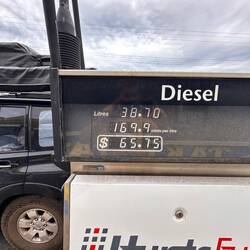 Diesel
Litres 38.70
169.9 cents per litre
$ 65.75